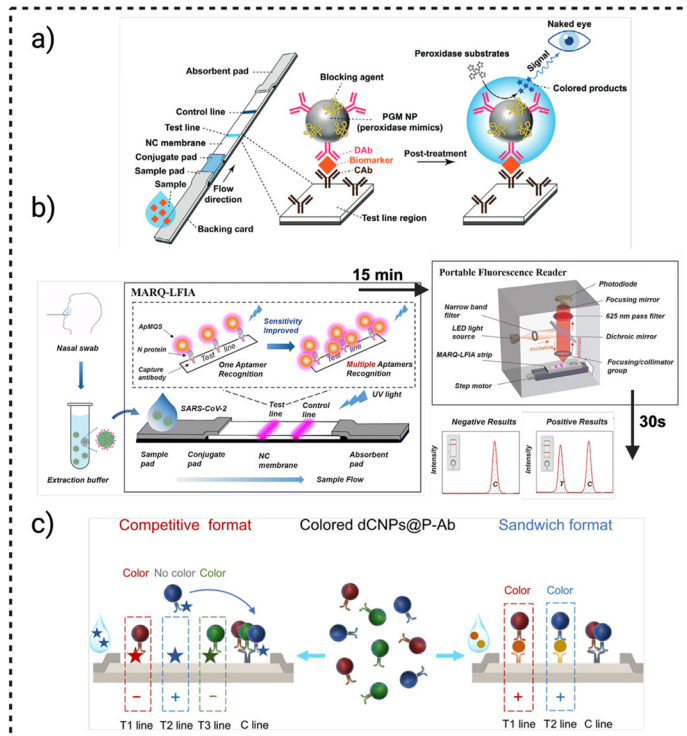 a)
Absorbent pad
Control line
Test line
NC membrane
Conjugate pad
Sample pad
Sample
Flow
direction
Backing card
Blocking agent
PGM NP
(peroxidase mimics)
DAb
Biomarker
CAb
Test line region
Post-treatment
Peroxidase substrates
Signal
Naked eye
Colored products
b)
Nasal swab
Extraction buffer
MARQ-LFIA
ApMQS
N protein
Capture
antibody
Test line
One Aptamer
Recognition
Sensitivity
Improved
Test line
Multiple Aptamers
Recognition
SARS-CoV-2
Test
line
Control
line
UV light
Sample
pad
Conjugate
pad
NC
membrane
Absorbent
pad
Sample Flow
15 min
Portable Fluorescence Reader
Photodiode
Focusing mirror
625 nm pass filter
Narrow band
filter
LED light
source
Excitation
Dichroic mirror
MARQ-LFIA
strip
Focusing/collimator
group
Step motor
30s
Negative Results
Intensity
C
Positive Results
Intensity
T
C
c)
Competitive format
Colored dCNPs@P-Ab
Sandwich format
Color
No color
Color
−
+
−
T1 line
T2 line
T3 line
C line
Color
Color
+
+
T1 line
T2 line
C line